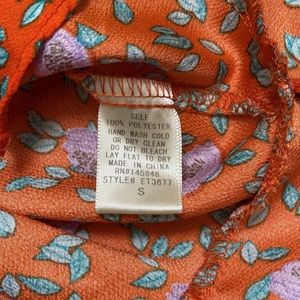 SELF
100% POLYESTER
HAND WASH COLD
OR DRY CLEAN
DO NOT BLEACH
LAY FLAT TO DRY
MADE IN CHINA
RN#145848
STYLE# ET3677
S